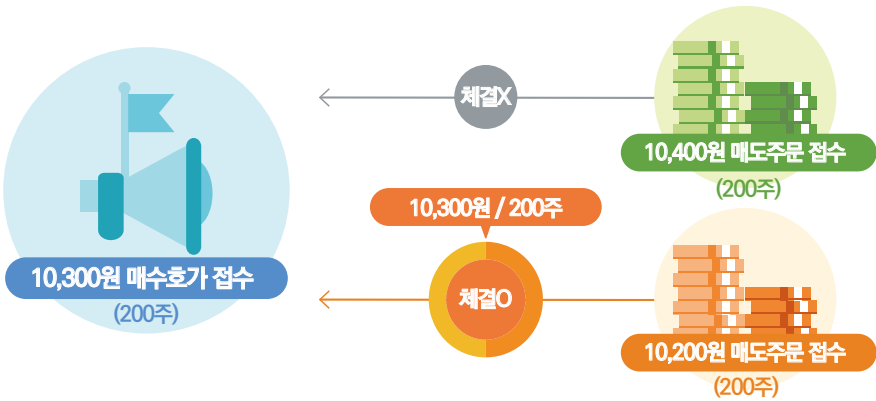 체결X
10,400원 매도주문 접수
(200주)
10,300원 / 200주
10,300원 매수호가 접수
(200주)
체결O
10,200원 매도주문 접수
(200주)